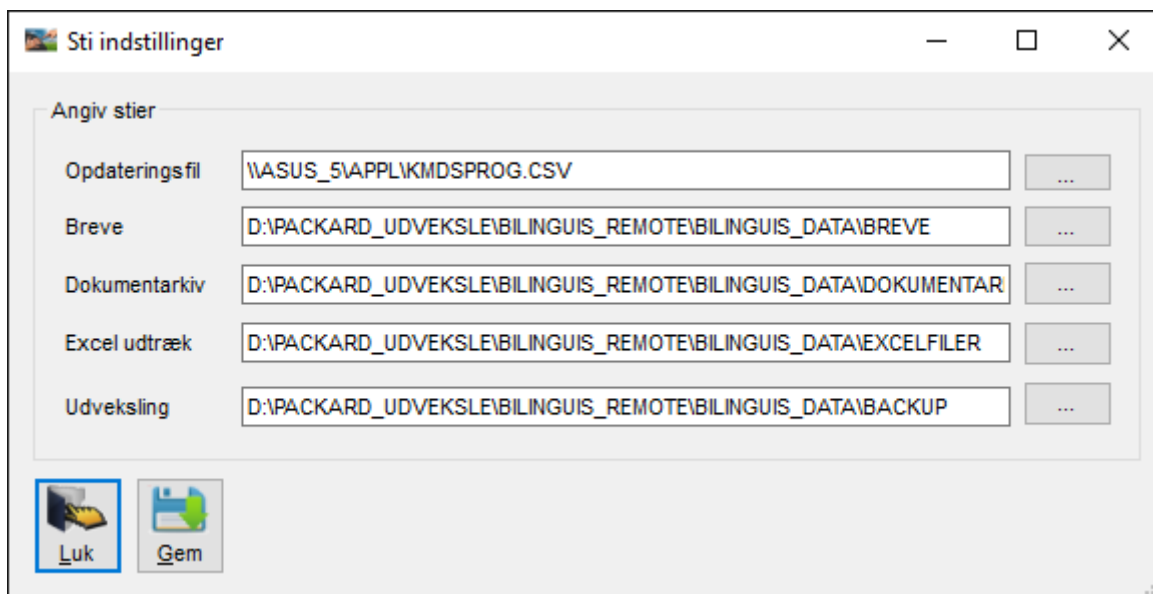 Sti indstillinger
Angiv stier
Opdateringsfil \\ASUS_5\APPL\KMDSPROG.CSV ...
Breve D:\PACKARD_UDVEKSLE\BILINGUIS_REMOTE\BILINGUIS_DATA\BREVE ...
Dokumentarkiv D:\PACKARD_UDVEKSLE\BILINGUIS_REMOTE\BILINGUIS_DATA\DOKUMENTAR ...
Excel udtræk D:\PACKARD_UDVEKSLE\BILINGUIS_REMOTE\BILINGUIS_DATA\EXCELFILER ...
Udveksling D:\PACKARD_UDVEKSLE\BILINGUIS_REMOTE\BILINGUIS_DATA\BACKUP ...
Luk Gem